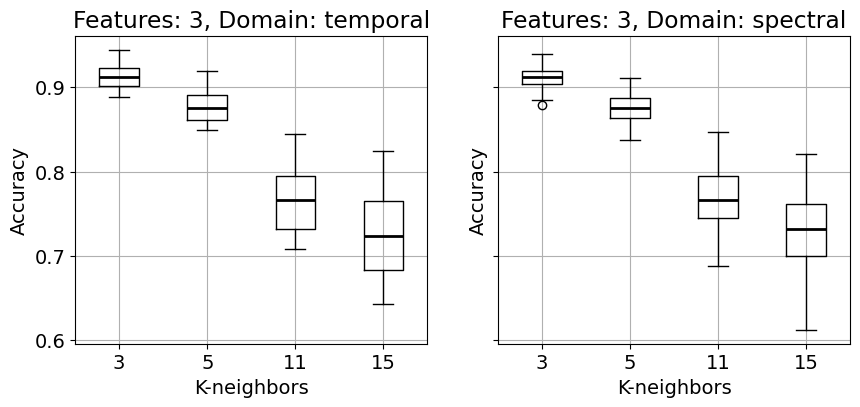 Features: 3, Domain: temporal
Accuracy
0.9
0.8
0.7
0.6
3 5 11 15
K-neighbors
Features: 3, Domain: spectral
Accuracy
3 5 11 15
K-neighbors